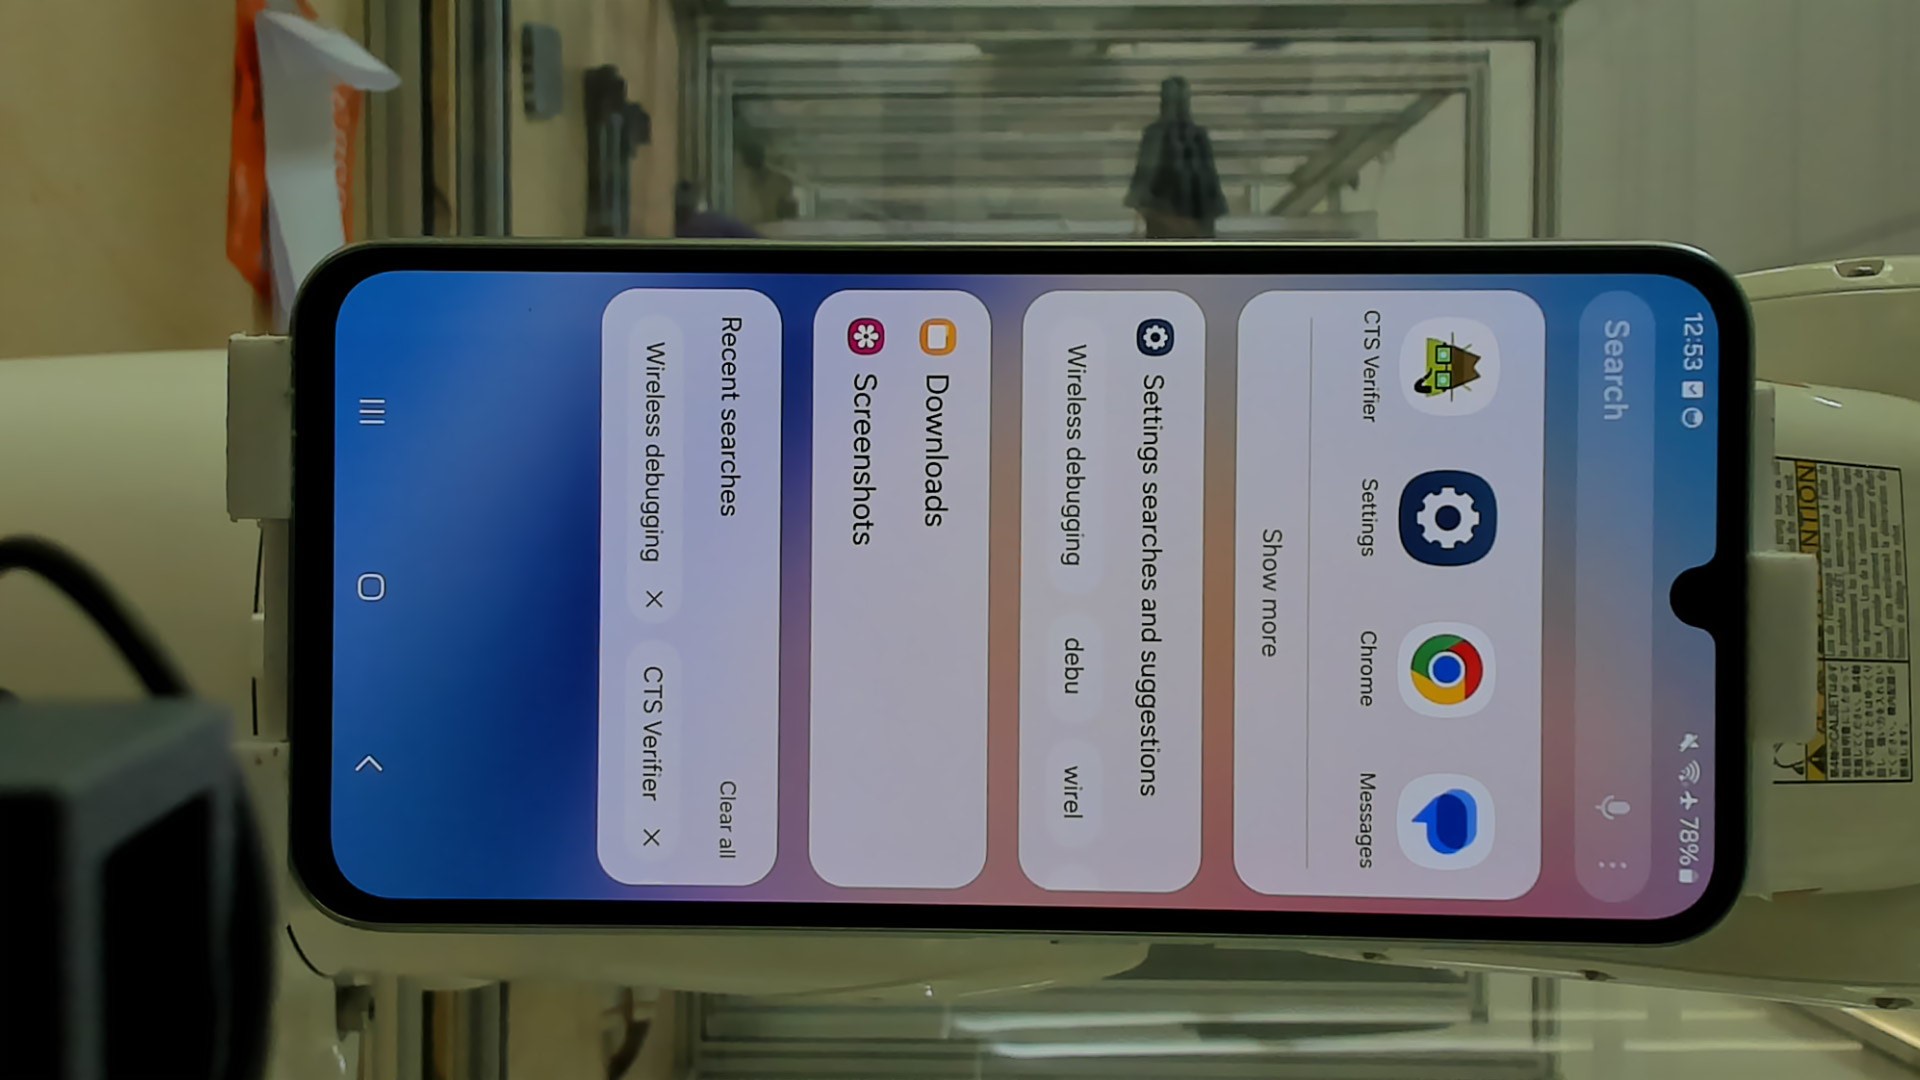 12:53 78%
Search
CTS Verifier Settings Chrome Messages
Show more
Settings searches and suggestions
Wireless debugging debu wirel
Downloads
Screenshots
Recent searches Clear all
Wireless debugging CTS Verifier